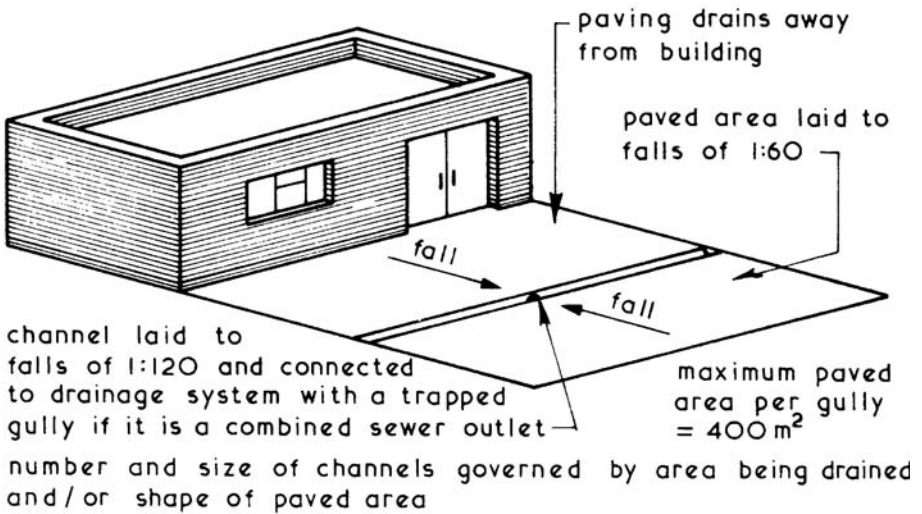 paving drains away
from building
paved area laid to
falls of 1:60
fall
fall
channel laid to
falls of 1:120 and connected
to drainage system with a trapped
gully if it is a combined sewer outlet
maximum paved
area per gully
= 400 m²
number and size of channels governed by area being drained
and/or shape of paved area